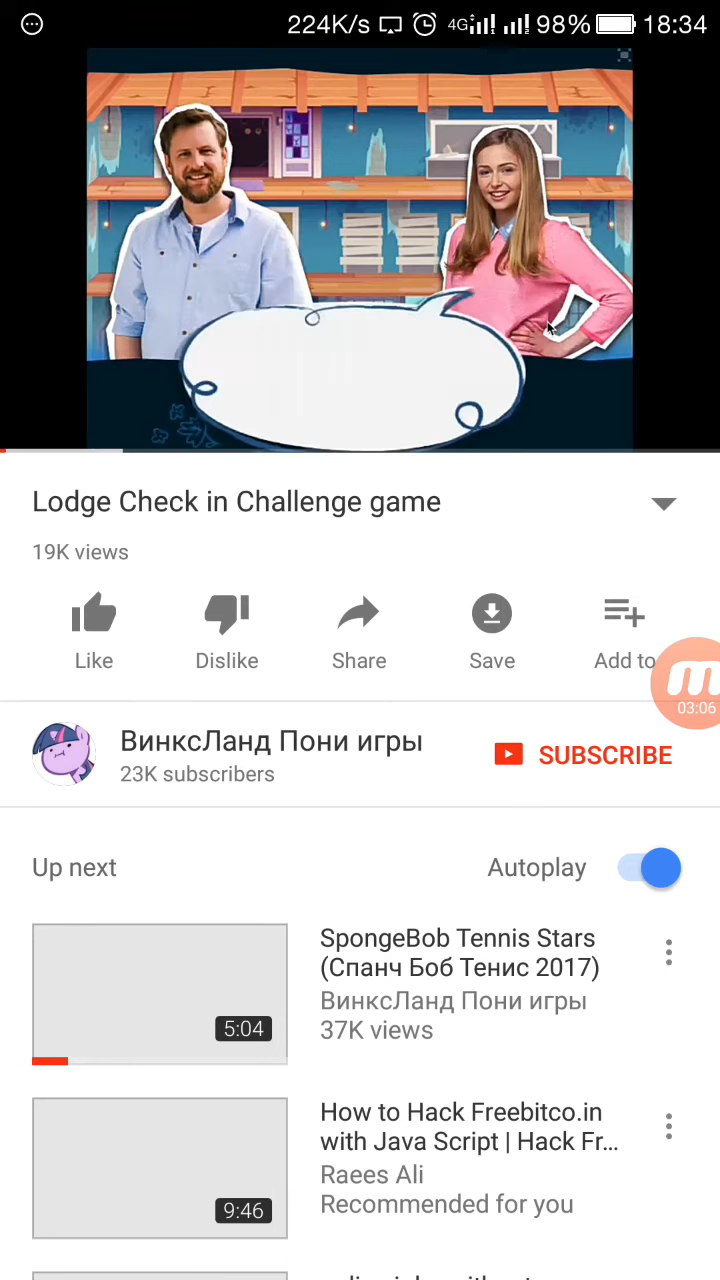 224K/s 4G 98% 18:34
Lodge Check in Challenge game
19K views
Like Dislike Share Save Add to
03:06
ВинксЛанд Пони игры
23K subscribers
SUBSCRIBE
Up next Autoplay
SpongeBob Tennis Stars
(Спанч Боб Тенис 2017)
ВинксЛанд Пони игры
37K views
5:04
How to Hack Freebitco.in
with Java Script | Hack Fr...
Raees Ali
Recommended for you
9:46